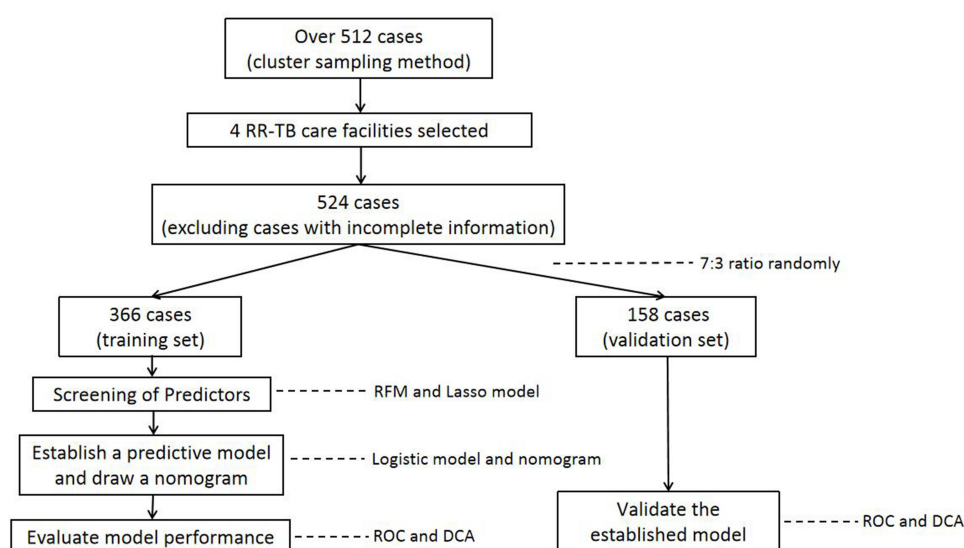 Over 512 cases
(cluster sampling method)
4 RR-TB care facilities selected
524 cases
(excluding cases with incomplete information)
7:3 ratio randomly
366 cases
(training set)
158 cases
(validation set)
Screening of Predictors
RFM and Lasso model
Establish a predictive model
and draw a nomogram
Logistic model and nomogram
Validate the
established model
ROC and DCA
Evaluate model performance
ROC and DCA